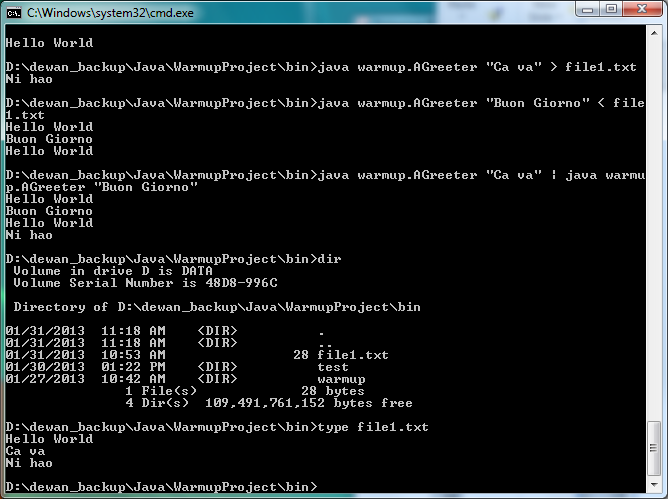 C:\Windows\system32\cmd.exe
Hello World
D:\dewan_backup\Java\WarmupProject\bin>java warmup.AGreeter "Ca va" > file1.txt
Ni hao
D:\dewan_backup\Java\WarmupProject\bin>java warmup.AGreeter "Buon Giorno" < file
1.txt
Hello World
Buon Giorno
Hello World
D:\dewan_backup\Java\WarmupProject\bin>java warmup.AGreeter "Ca va" | java warmu
p.AGreeter "Buon Giorno"
Hello World
Buon Giorno
Hello World
Ni hao
D:\dewan_backup\Java\WarmupProject\bin>dir
Volume in drive D is DATA
Volume Serial Number is 48D8-996C
Directory of D:\dewan_backup\Java\WarmupProject\bin
01/31/2013 11:18 AM <DIR> .
01/31/2013 11:18 AM <DIR> ..
01/31/2013 10:53 AM 28 file1.txt
01/30/2013 01:22 PM <DIR> test
01/27/2013 10:42 AM <DIR> warmup
1 File(s) 28 bytes
4 Dir(s) 109,491,761,152 bytes free
D:\dewan_backup\Java\WarmupProject\bin>type file1.txt
Hello World
Ca va
Ni hao
D:\dewan_backup\Java\WarmupProject\bin>